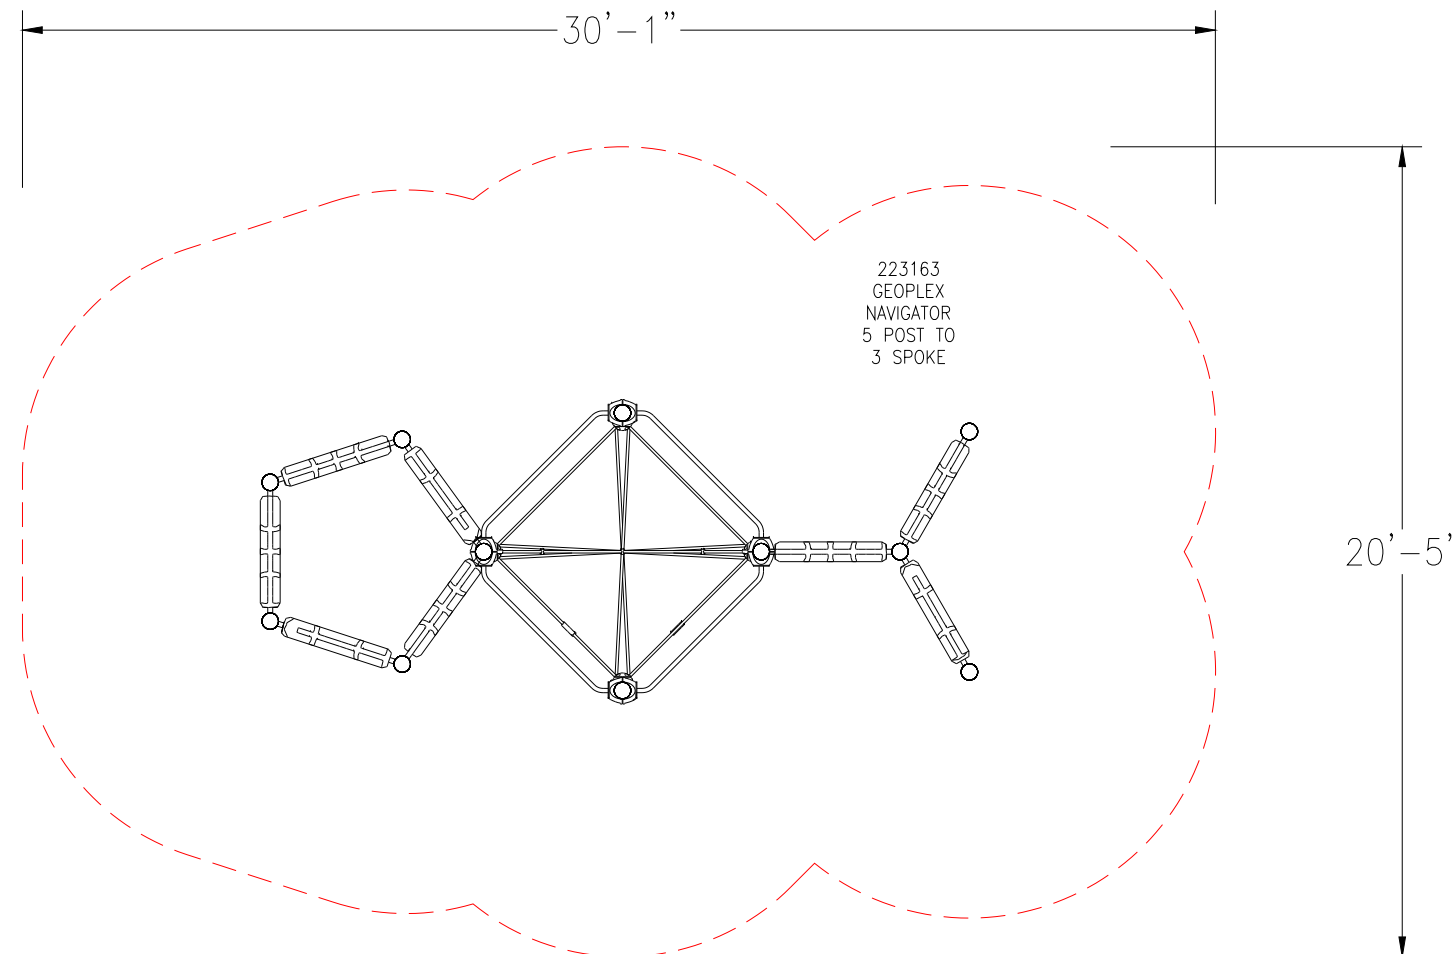 30'-1"
223163
GEOPLEX
NAVIGATOR
5 POST TO
3 SPOKE
20'-5'